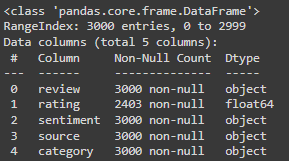 <class 'pandas.core.frame.DataFrame'>
RangeIndex: 3000 entries, 0 to 2999
Data columns (total 5 columns):
 #   Column     Non-Null Count  Dtype
---  ------     --------------  -----
 0   review     3000 non-null   object
 1   rating     2403 non-null   float64
 2   sentiment  3000 non-null   object
 3   source     3000 non-null   object
 4   category   3000 non-null   object